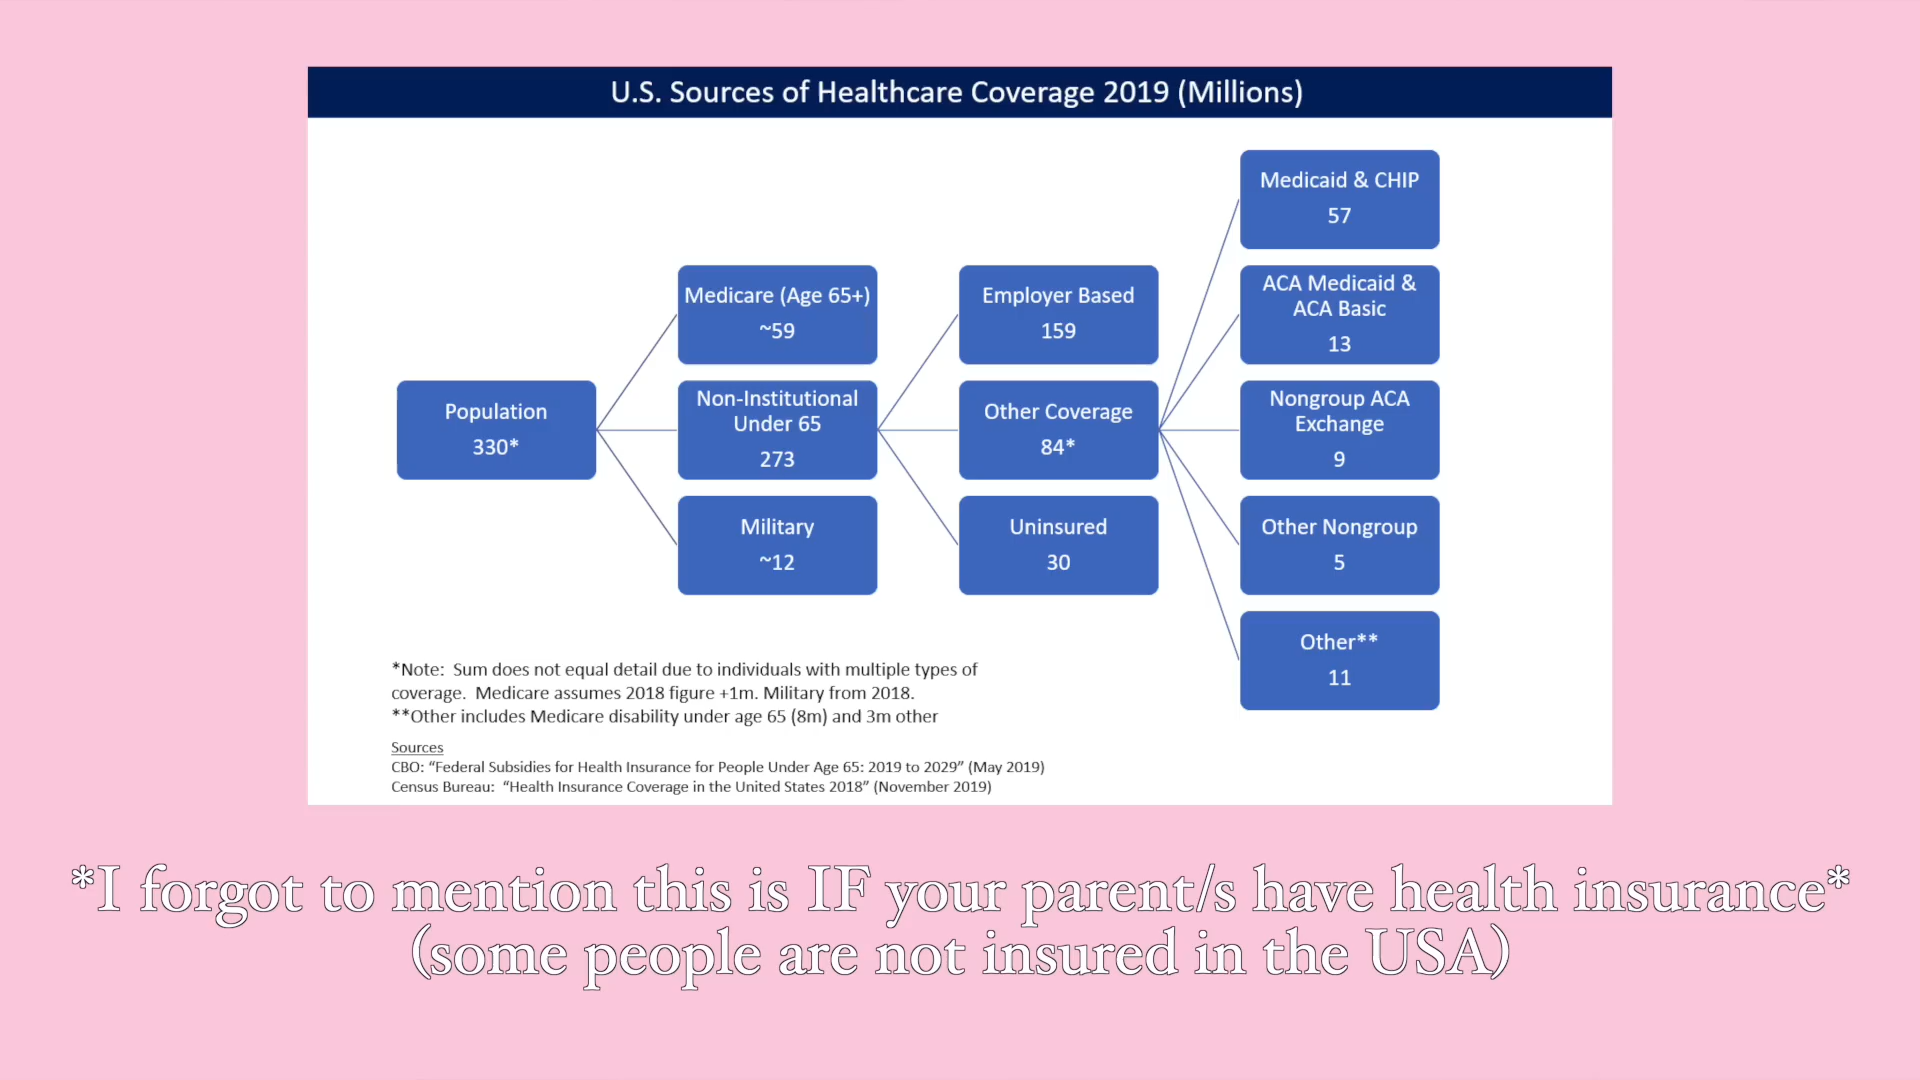 U.S. Sources of Healthcare Coverage 2019 (Millions)
Population
330*
Medicare (Age 65+)
~59
Non-Institutional
Under 65
273
Military
~12
Employer Based
159
Other Coverage
84*
Uninsured
30
Medicaid & CHIP
57
ACA Medicaid &
ACA Basic
13
Nongroup ACA
Exchange
9
Other Nongroup
5
Other**
11
*Note:  Sum does not equal detail due to individuals with multiple types of
coverage.  Medicare assumes 2018 figure +1m. Military from 2018.
**Other includes Medicare disability under age 65 (8m) and 3m other
Sources
CBO: “Federal Subsidies for Health Insurance for People Under Age 65: 2019 to 2029” (May 2019)
Census Bureau:  “Health Insurance Coverage in the United States 2018” (November 2019)
*I forgot to mention this is IF your parent/s have health insurance*
(some people are not insured in the USA)